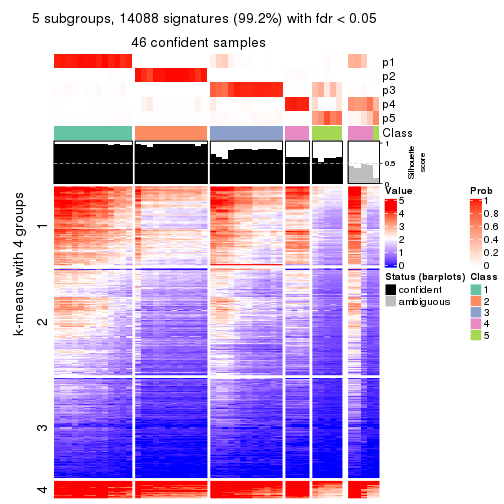 5 subgroups, 14088 signatures (99.2%) with fdr < 0.05
46 confident samples
p1
p2
p3
p4
p5
Class
1
0.5
0
Silhouette
score
k-means with 4 groups
1
2
3
4
Value
5
4
3
2
1
0
Prob
1
0.8
0.6
0.4
0.2
0
Status (barplots)
confident
ambiguous
Class
1
2
3
4
5